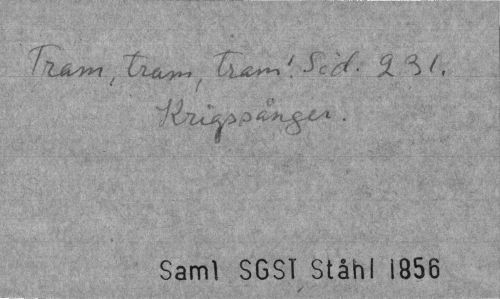 Tram, tram, tram! Sid. 231.
Krigssånger.
Saml SGST Ståhl 1856